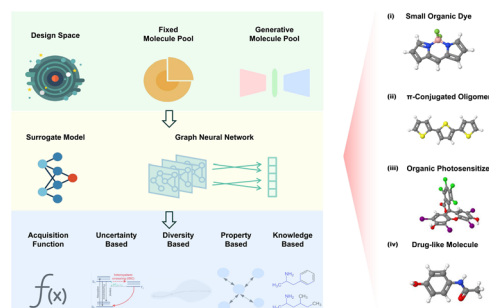 Design Space
Fixed
Molecule Pool
Generative
Molecule Pool
Surrogate Model
Graph Neural Network
Acquisition
Function
Uncertainty
Based
Diversity
Based
Property
Based
Knowledge
Based
f(x)
(i) Small Organic Dye
(ii) π-Conjugated Oligomer
(iii) Organic Photosensitize
(iv) Drug-like Molecule